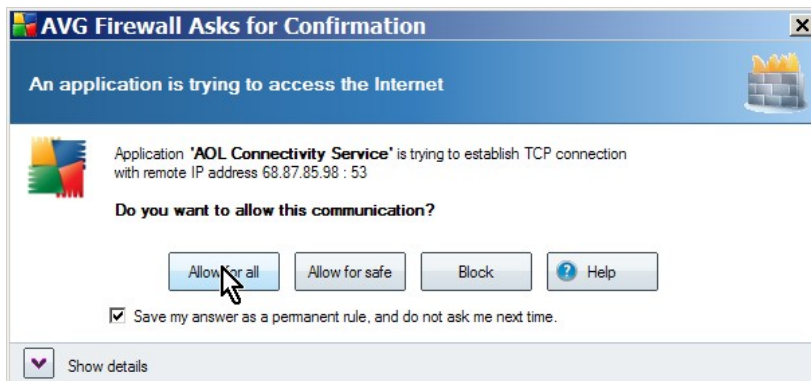 AVG Firewall Asks for Confirmation
An application is trying to access the Internet
Application "AOL Connectivity Service" is trying to establish TCP connection
with remote IP address 68.87.85.98 : 53
Do you want to allow this communication?
Allow for all Allow for safe Block Help
Save my answer as a permanent rule, and do not ask me next time.
Show details